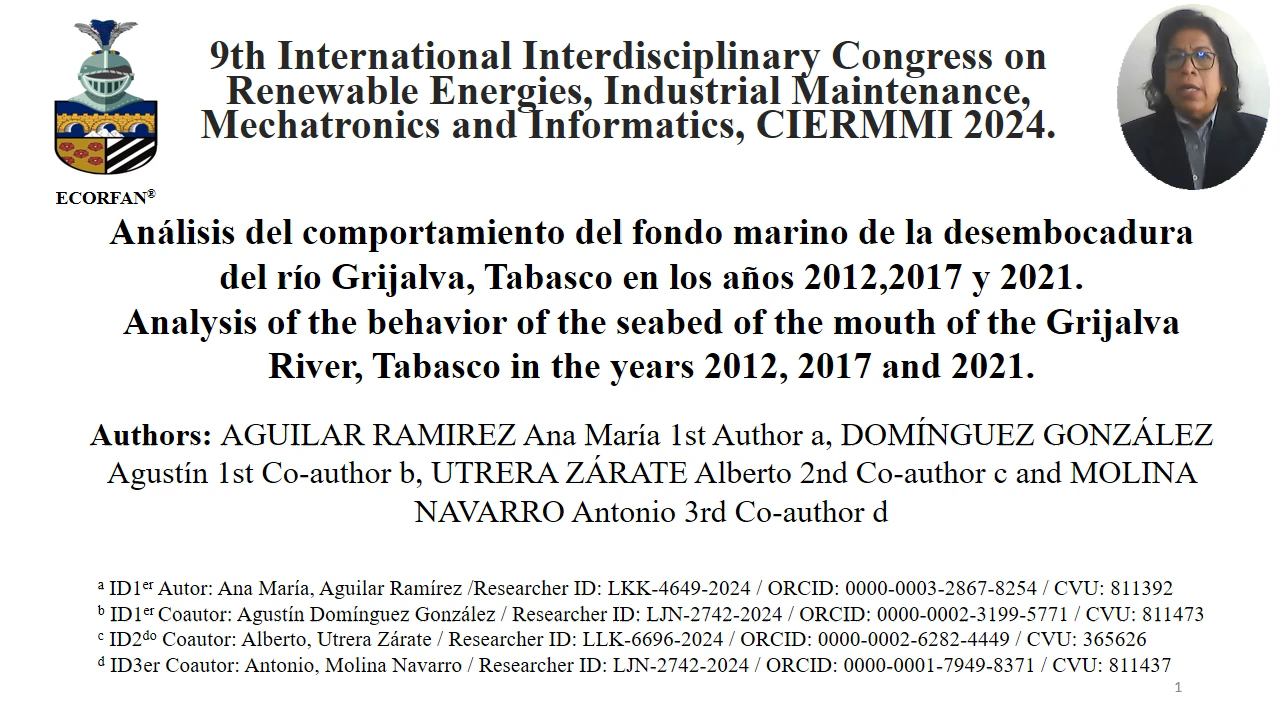 9th International Interdisciplinary Congress on
Renewable Energies, Industrial Maintenance,
Mechatronics and Informatics, CIERMMI 2024.
ECORFAN®
Análisis del comportamiento del fondo marino de la desembocadura
del río Grijalva, Tabasco en los años 2012,2017 y 2021.
Analysis of the behavior of the seabed of the mouth of the Grijalva
River, Tabasco in the years 2012, 2017 and 2021.
Authors: AGUILAR RAMIREZ Ana María 1st Author a, DOMÍNGUEZ GONZÁLEZ
Agustín 1st Co-author b, UTRERA ZÁRATE Alberto 2nd Co-author c and MOLINA
NAVARRO Antonio 3rd Co-author d
a ID1er Autor: Ana María, Aguilar Ramírez /Researcher ID: LKK-4649-2024 / ORCID: 0000-0003-2867-8254 / CVU: 811392
b ID1er Coautor: Agustín Domínguez González / Researcher ID: LJN-2742-2024 / ORCID: 0000-0002-3199-5771 / CVU: 811473
c ID2do Coautor: Alberto, Utrera Zárate / Researcher ID: LLK-6696-2024 / ORCID: 0000-0002-6282-4449 / CVU: 365626
d ID3er Coautor: Antonio, Molina Navarro / Researcher ID: LJN-2742-2024 / ORCID: 0000-0001-7949-8371 / CVU: 811437
1